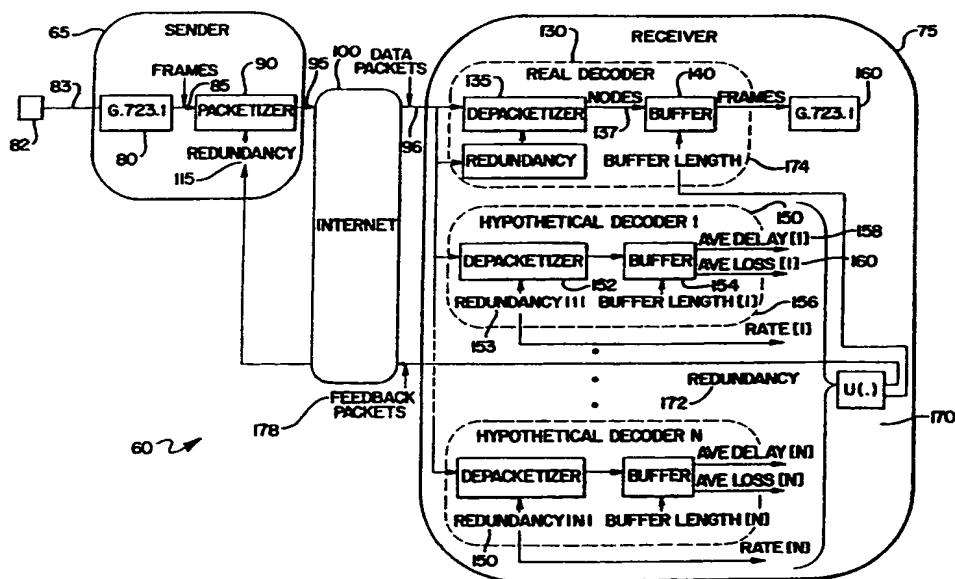 65
SENDER
FRAMES
90
95
83
85
G.723.1
PACKETIZER
82
80
REDUNDANCY
115
100
DATA
PACKETS
96
INTERNET
FEEDBACK
PACKETS
178
60
130
RECEIVER
75
REAL DECODER
135
140
160
NODES
FRAMES
DEPACKETIZER
BUFFER
G.723.1
137
REDUNDANCY
BUFFER LENGTH
174
HYPOTHETICAL DECODER 1
150
AVE DELAY [1]
158
DEPACKETIZER
BUFFER
AVE LOSS [1]
160
152
154
REDUNDANCY [1]
BUFFER LENGTH [1]
156
153
RATE [1]
REDUNDANCY
172
U(.)
170
HYPOTHETICAL DECODER N
AVE DELAY [N]
DEPACKETIZER
BUFFER
AVE LOSS [N]
REDUNDANCY [N]
BUFFER LENGTH [N]
150
RATE [N]